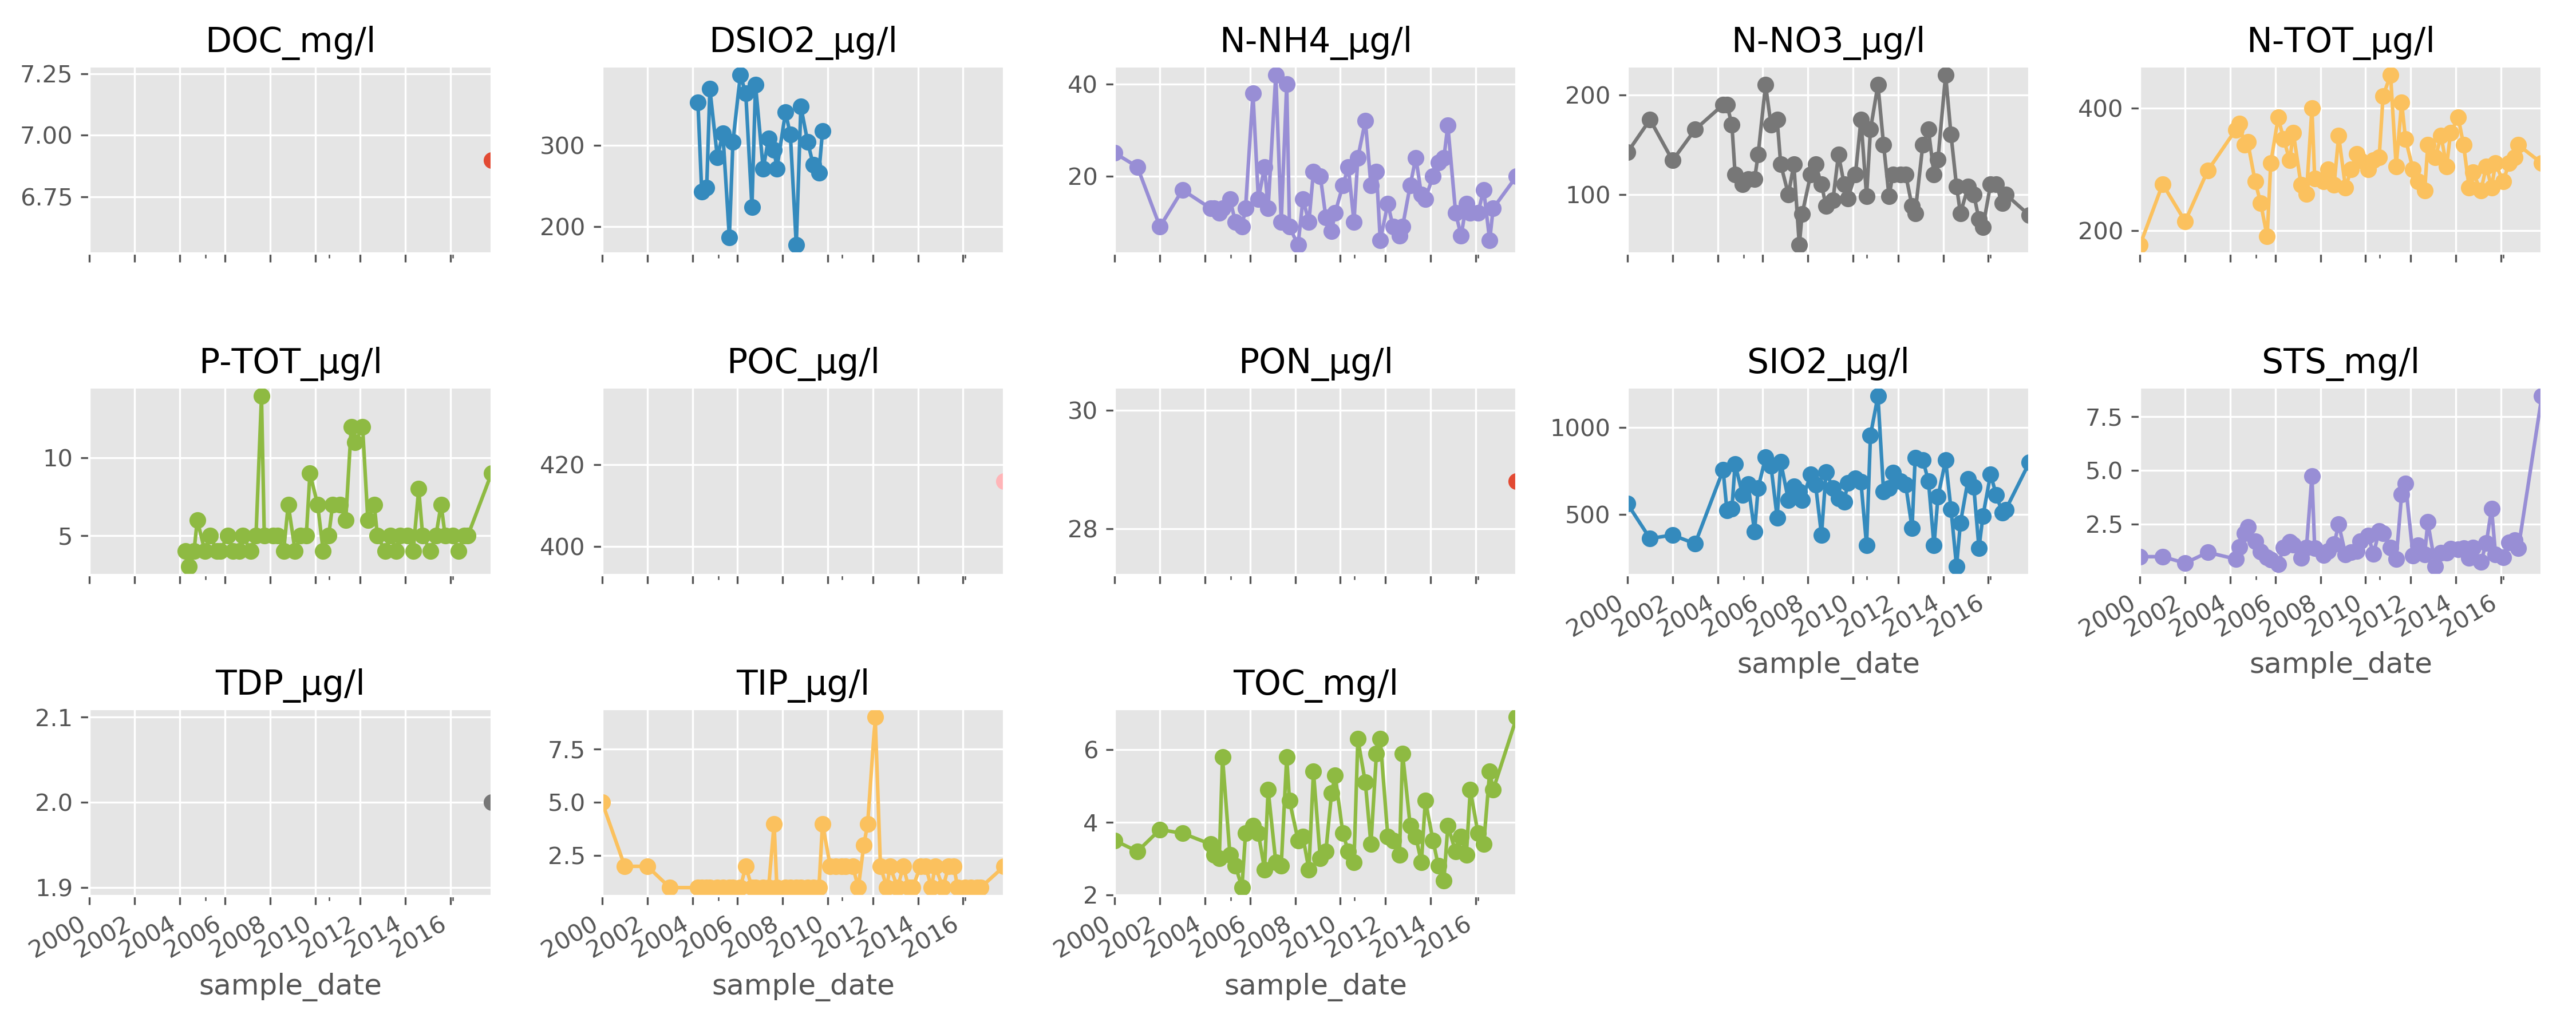 DOC_mg/l DSIO2_µg/l N-NH4_µg/l N-NO3_µg/l N-TOT_µg/l
7.25
7.00
6.75
300
200
40
20
200
100
400
200
P-TOT_µg/l POC_µg/l PON_µg/l SIO2_µg/l STS_mg/l
10
5
420
400
30
28
1000
500
7.5
5.0
2.5
2000 2002 2004 2006 2008 2010 2012 2014 2016
sample_date
2000 2002 2004 2006 2008 2010 2012 2014 2016
sample_date
TDP_µg/l TIP_µg/l TOC_mg/l
2.1
2.0
1.9
7.5
5.0
2.5
6
4
2
2000 2002 2004 2006 2008 2010 2012 2014 2016
sample_date
2000 2002 2004 2006 2008 2010 2012 2014 2016
sample_date
2000 2002 2004 2006 2008 2010 2012 2014 2016
sample_date